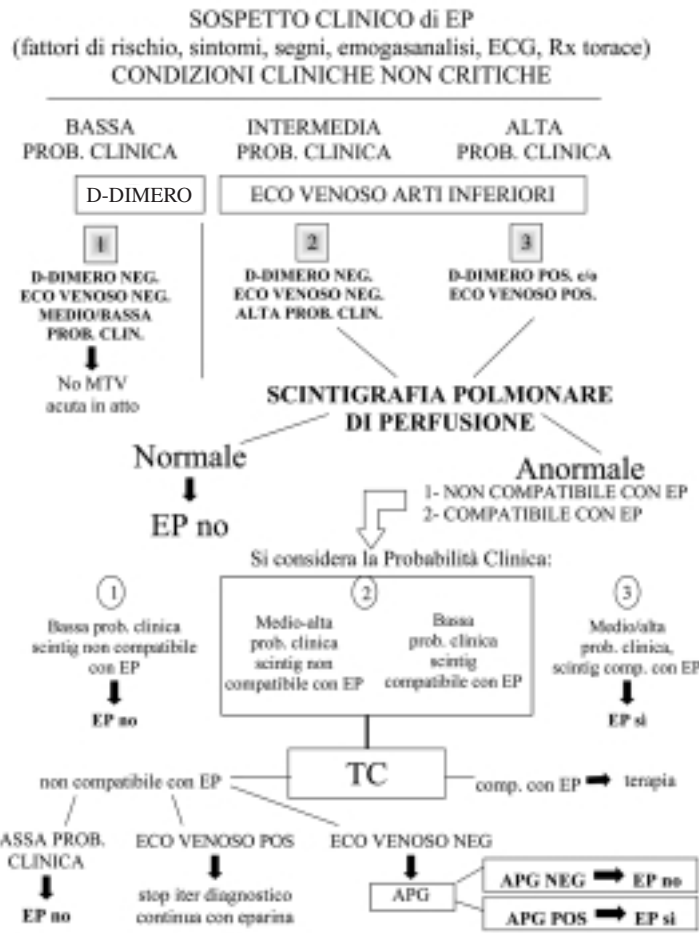 SOSPETTO CLINICO di EP
(fattori di rischio, sintomi, segni, emogasanalisi, ECG, Rx torace)
CONDIZIONI CLINICHE NON CRITICHE
BASSA
PROB. CLINICA
INTERMEDIA
PROB. CLINICA
ALTA
PROB. CLINICA
D-DIMERO
ECO VENOSO ARTI INFERIORI
1
D-DIMERO NEG.
ECO VENOSO NEG.
MEDIO/BASSA
PROB. CLIN.
No MTV
acuta in atto
2
D-DIMERO NEG.
ECO VENOSO NEG.
ALTA PROB. CLIN.
3
D-DIMERO POS. e/o
ECO VENOSO POS.
SCINTIGRAFIA POLMONARE
DI PERFUSIONE
Normale
EP no
Anormale
1- NON COMPATIBILE CON EP
2- COMPATIBILE CON EP
Si considera la Probabilità Clinica:
1
Bassa prob. clinica
scintig non compatibile
con EP
EP no
2
Medio-alta
prob. clinica
scintig non
compatibile con EP
Bassa
prob. clinica
scintig
compatibile con EP
3
Medio/alta
prob. clinica,
scintig comp. con EP
EP si
TC
non compatibile con EP
comp. con EP
terapia
ASSA PROB.
CLINICA
EP no
ECO VENOSO POS
stop iter diagnostico
continua con eparina
ECO VENOSO NEG
APG
APG NEG
EP no
APG POS
EP si